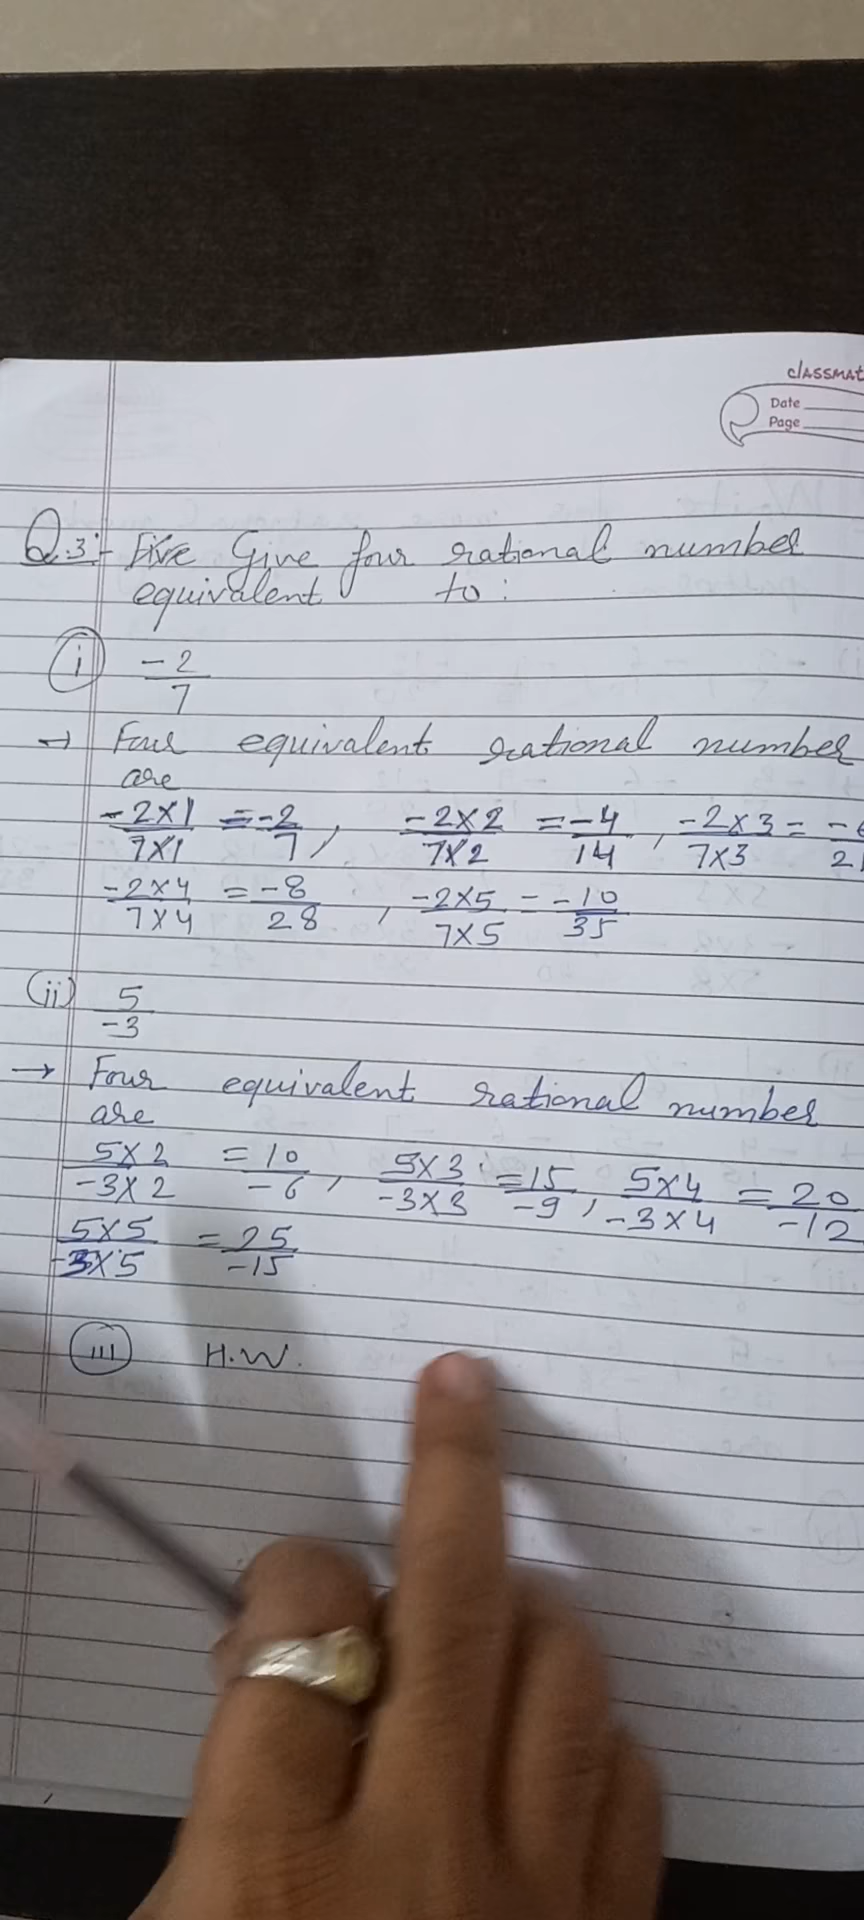 classmat
Date
Page
Q.3:- Five Give four rational number
equivalent to:
(i) -2/7
→ Four equivalent rational number
are
-2×1/7×1 = -2/7, -2×2/7×2 = -4/14, -2×3/7×3 = -6/21
-2×4/7×4 = -8/28, -2×5/7×5 = -10/35
(ii) 5/-3
→ Four equivalent rational number
are
5×2/-3×2 = 10/-6, 5×3/-3×3 = 15/-9, 5×4/-3×4 = 20/-12
5×5/-3×5 = 25/-15
(iii) H.W.